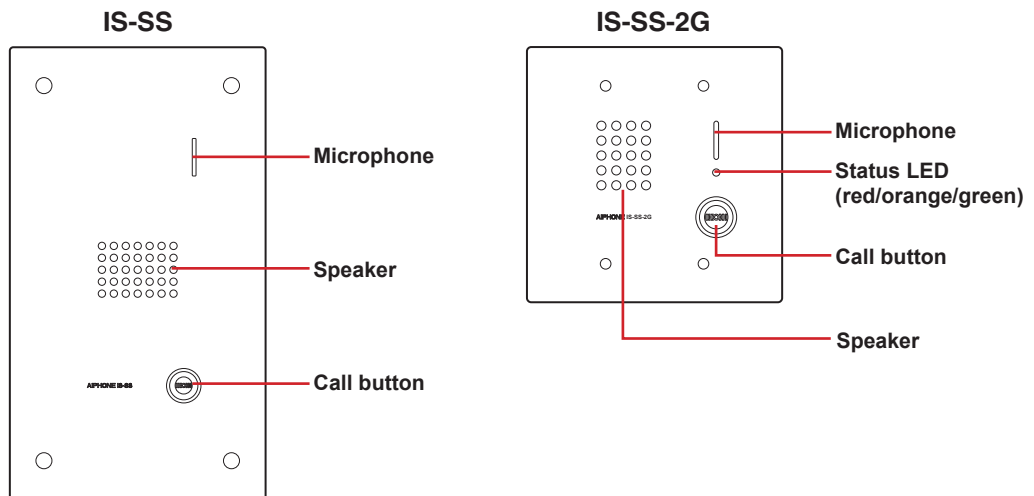 IS-SS
Microphone
Speaker
AIPHONE IS-SS
Call button
IS-SS-2G
Microphone
Status LED
(red/orange/green)
AIPHONE IS-SS-2G
Call button
Speaker